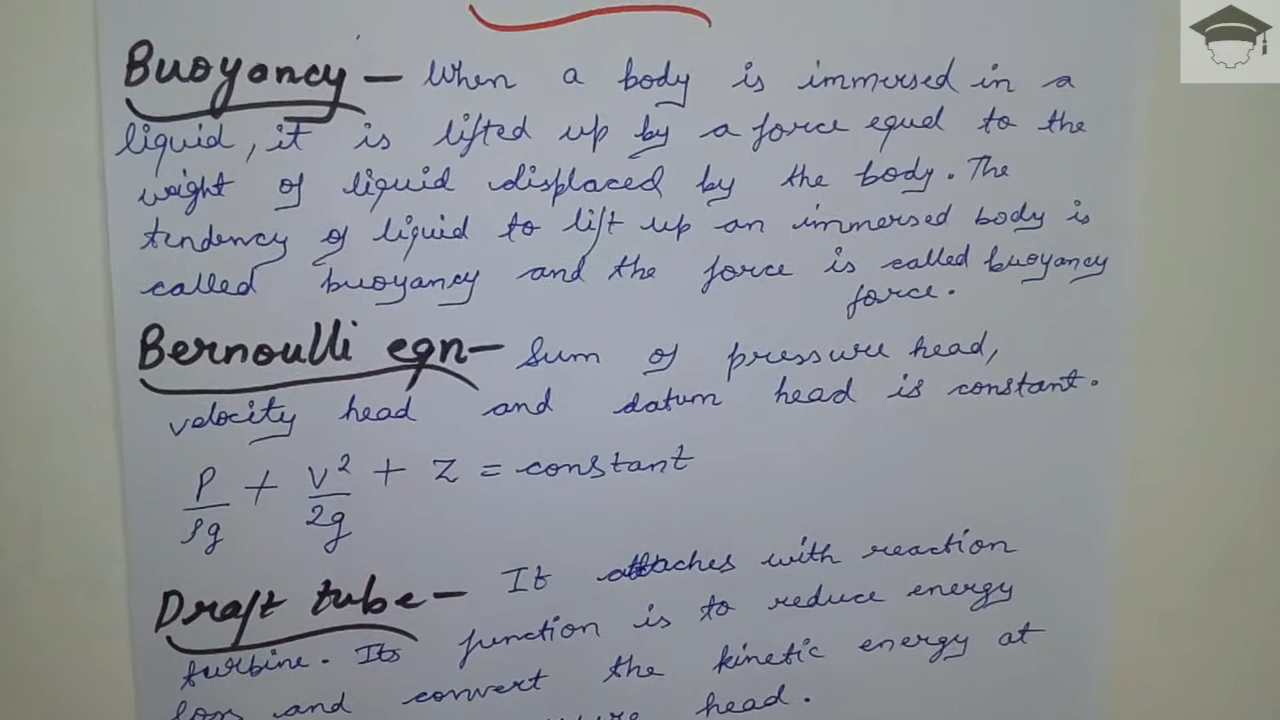 Buoyancy – When a body is immersed in a
liquid, it is lifted up by a force equal to the
weight of liquid displaced by the body. The
tendency of liquid to lift up an immersed body is
called buoyancy and the force is called buoyancy
force.
Bernoulli eqn – Sum of pressure head,
velocity head and datum head is constant.
P/ρg + V²/2g + Z = constant
Draft tube – It attaches with reaction
turbine. Its function is to reduce energy
loss and convert the kinetic energy at
head.